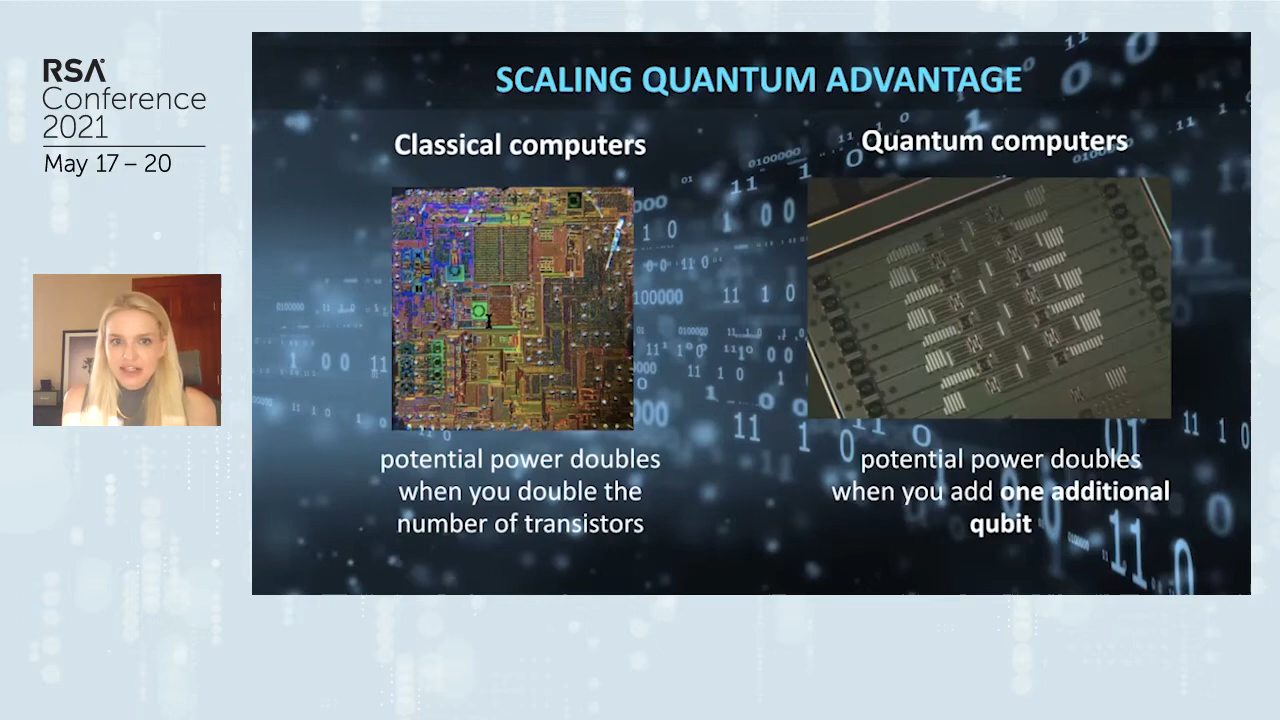 RSA
Conference
2021
May 17 – 20
SCALING QUANTUM ADVANTAGE
Classical computers
Quantum computers
potential power doubles
when you double the
number of transistors
potential power doubles
when you add one additional
qubit